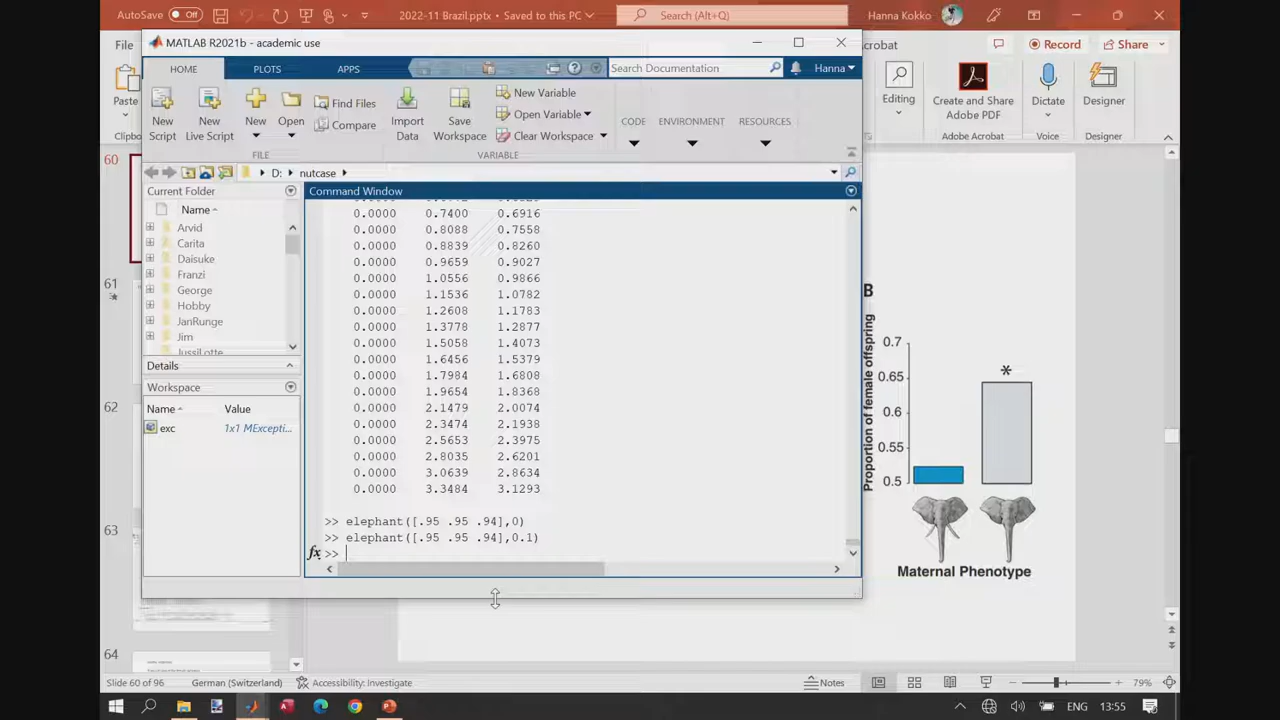 AutoSave Off
2022-11 Brazil.pptx • Saved to this PC
Search (Alt+Q)
Hanna Kokko
File
Acrobat
Record
Share
MATLAB R2021b - academic use
HOME
PLOTS
APPS
Search Documentation
Hanna
Paste
New
Script
New
Live Script
New
Open
Find Files
Compare
Import
Data
Save
Workspace
New Variable
Open Variable
Clear Workspace
CODE
ENVIRONMENT
RESOURCES
FILE
VARIABLE
Editing
Create and Share
Adobe PDF
Dictate
Designer
Adobe Acrobat
Voice
Designer
D:
nutcase
Current Folder
Name
Arvid
Carita
Daisuke
Franzi
George
Hobby
JanRunge
Jim
JussiLotte
Details
Workspace
Name
Value
exc
1x1 MExcepti...
Command Window
0.0000 0.7400 0.6916
0.0000 0.8088 0.7558
0.0000 0.8839 0.8260
0.0000 0.9659 0.9027
0.0000 1.0556 0.9866
0.0000 1.1536 1.0782
0.0000 1.2608 1.1783
0.0000 1.3778 1.2877
0.0000 1.5058 1.4073
0.0000 1.6456 1.5379
0.0000 1.7984 1.6808
0.0000 1.9654 1.8368
0.0000 2.1479 2.0074
0.0000 2.3474 2.1938
0.0000 2.5653 2.3975
0.0000 2.8035 2.6201
0.0000 3.0639 2.8634
0.0000 3.3484 3.1293
>> elephant([.95 .95 .94],0)
>> elephant([.95 .95 .94],0.1)
fx >>
60
61
62
63
64
B
Proportion of female offspring
0.7
0.65
0.6
0.55
0.5
*
Maternal Phenotype
Slide 60 of 96
German (Switzerland)
Accessibility: Investigate
Notes
79%
ENG
13:55